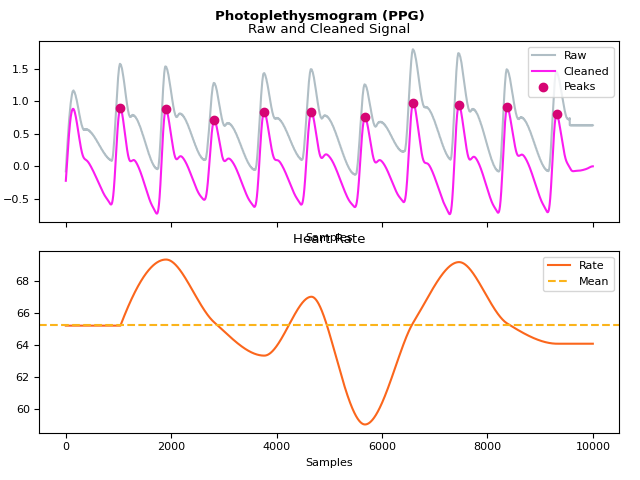 Photoplethysmogram (PPG)
Raw and Cleaned Signal
Raw
Cleaned
Peaks
1.5
1.0
0.5
0.0
−0.5
Samples
Heart Rate
Rate
Mean
68
66
64
62
60
0 2000 4000 6000 8000 10000
Samples